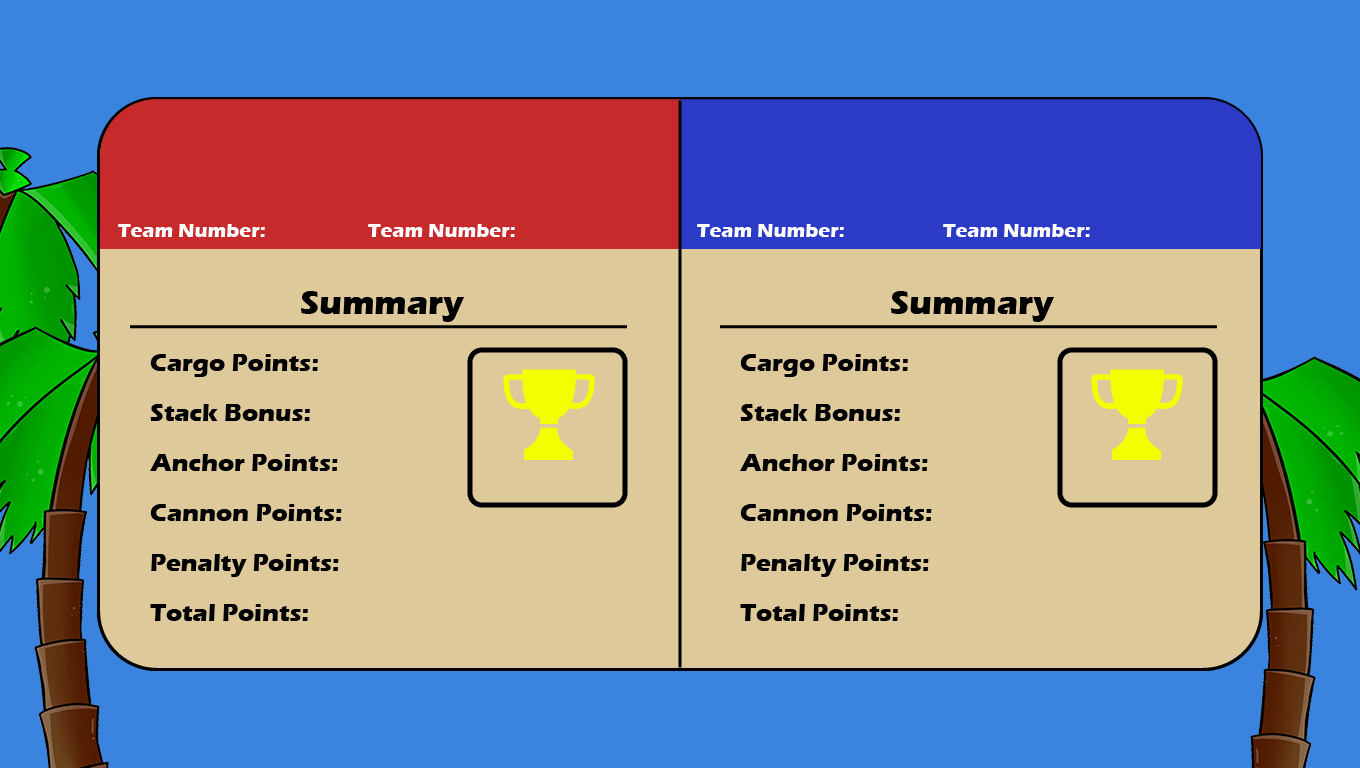 Team Number: Team Number:
Summary
Cargo Points:
Stack Bonus:
Anchor Points:
Cannon Points:
Penalty Points:
Total Points:
Team Number: Team Number:
Summary
Cargo Points:
Stack Bonus:
Anchor Points:
Cannon Points:
Penalty Points:
Total Points: